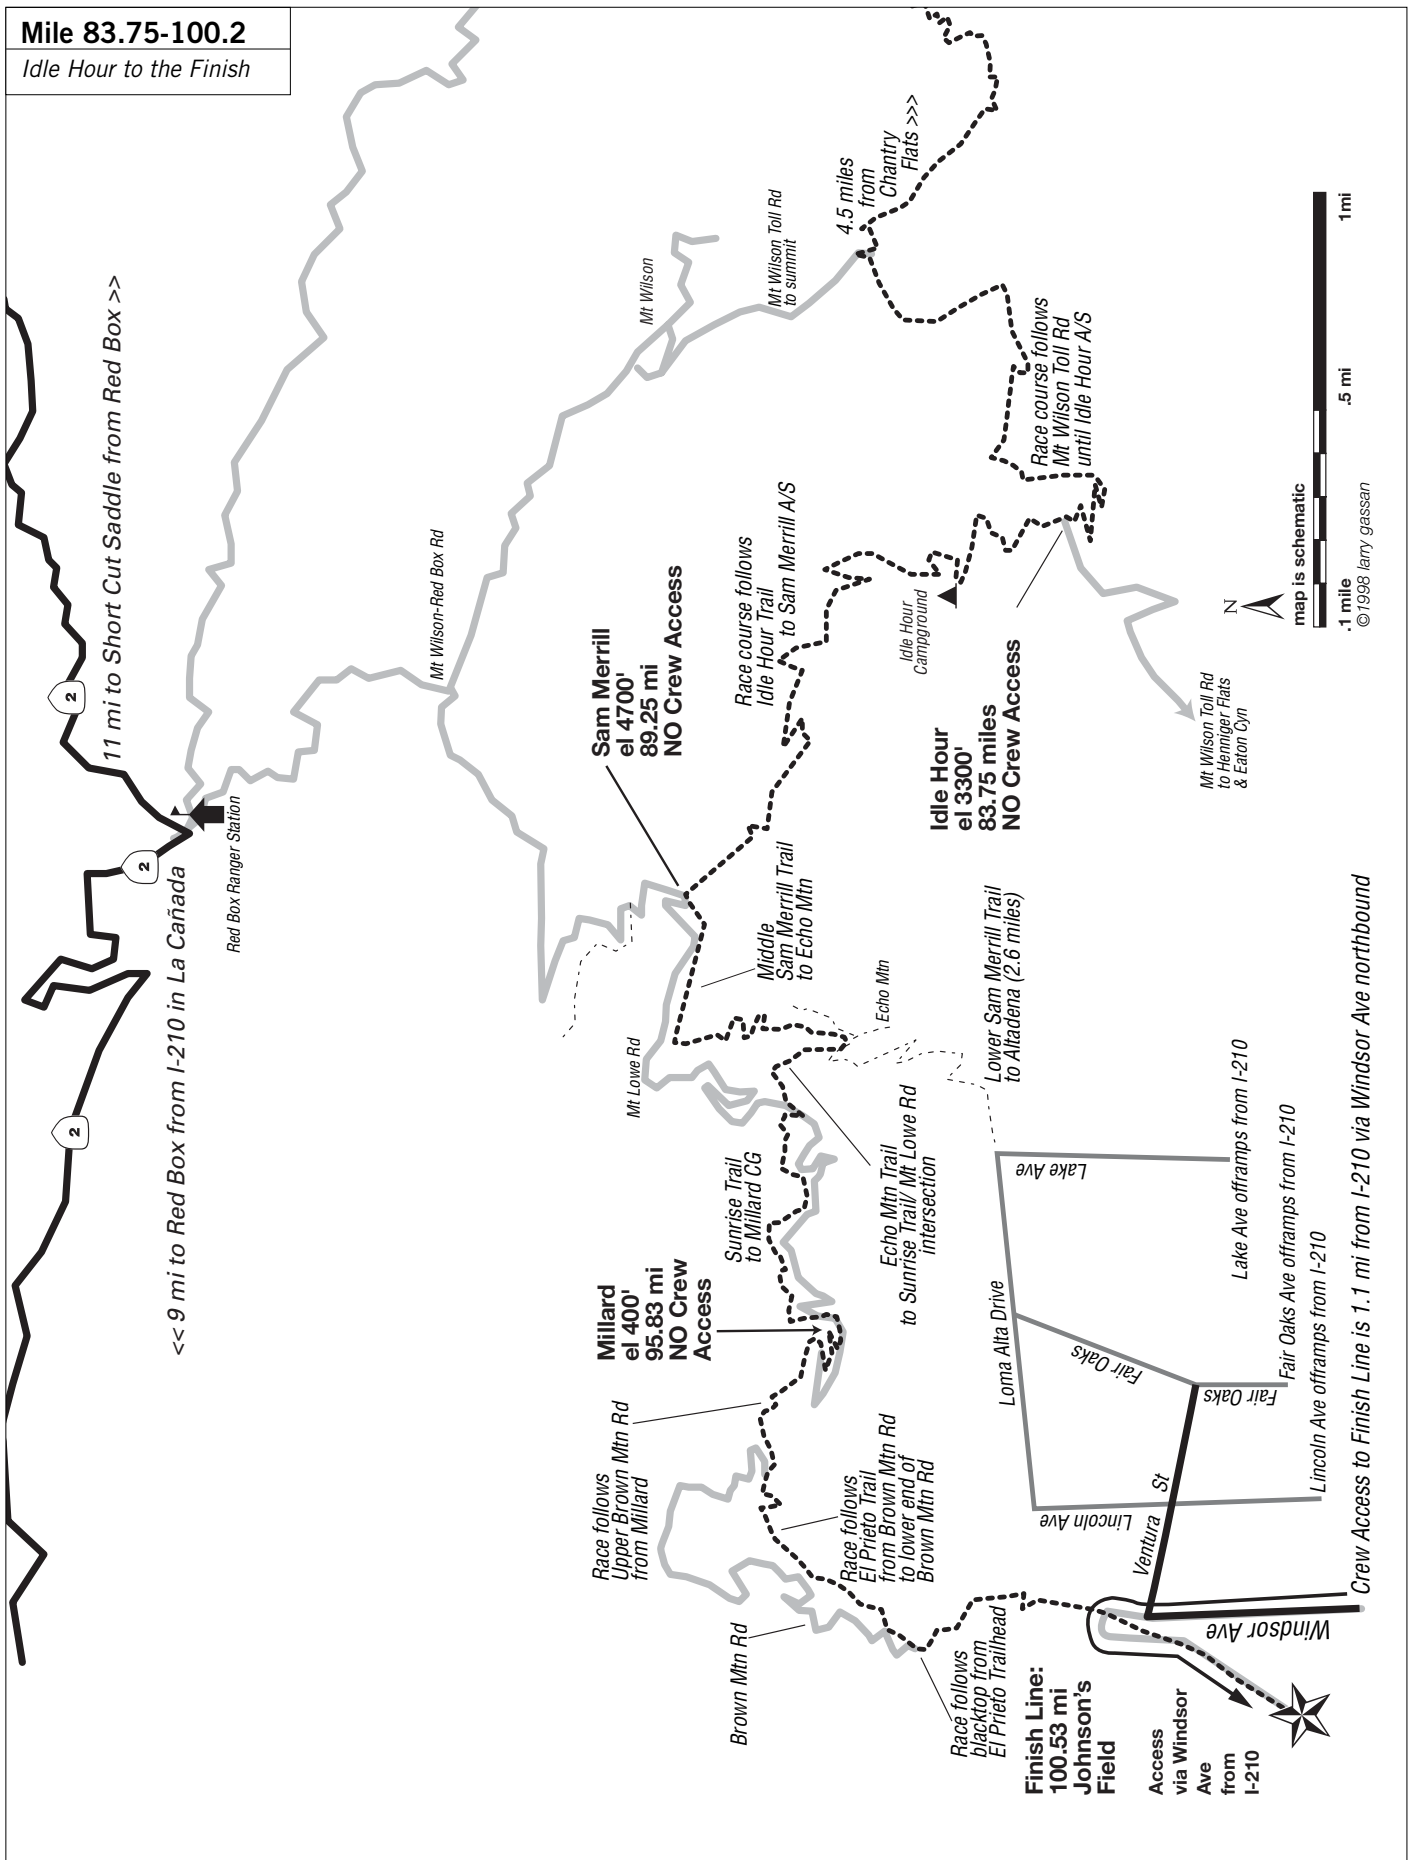 Mile 83.75-100.2
Idle Hour to the Finish
11 mi to Short Cut Saddle from Red Box >>
2
2
2
<< 9 mi to Red Box from I-210 in La Cañada
Red Box Ranger Station
Mt Wilson-Red Box Rd
Mt Wilson
Mt Wilson Toll Rd
to summit
4.5 miles
from
Chantry
Flats >>>
Race course follows
Mt Wilson Toll Rd
until Idle Hour A/S
Sam Merrill
el 4700'
89.25 mi
NO Crew Access
Race course follows
Idle Hour Trail
to Sam Merrill A/S
Idle Hour
Campground
Idle Hour
el 3300'
83.75 miles
NO Crew Access
Mt Wilson Toll Rd
to Henniger Flats
& Eaton Cyn
N
map is schematic
.1 mile
.5 mi
1mi
©1998 larry gassan
Middle
Sam Merrill Trail
to Echo Mtn
Mt Lowe Rd
Echo Mtn
Lower Sam Merrill Trail
to Altadena (2.6 miles)
Sunrise Trail
to Millard CG
Echo Mtn Trail
to Sunrise Trail/ Mt Lowe Rd
intersection
Millard
el 400'
95.83 mi
NO Crew
Access
Race follows
Upper Brown Mtn Rd
from Millard
Race follows
El Prieto Trail
from Brown Mtn Rd
to lower end of
Brown Mtn Rd
Brown Mtn Rd
Race follows
blacktop from
El Prieto Trailhead
Finish Line:
100.53 mi
Johnson's
Field
Access
via Windsor
Ave
from
I-210
Loma Alta Drive
Lake Ave
Fair Oaks
Fair Oaks
Lincoln Ave
Ventura St
Windsor Ave
Lake Ave offramps from I-210
Fair Oaks Ave offramps from I-210
Lincoln Ave offramps from I-210
Crew Access to Finish Line is 1.1 mi from I-210 via Windsor Ave northbound